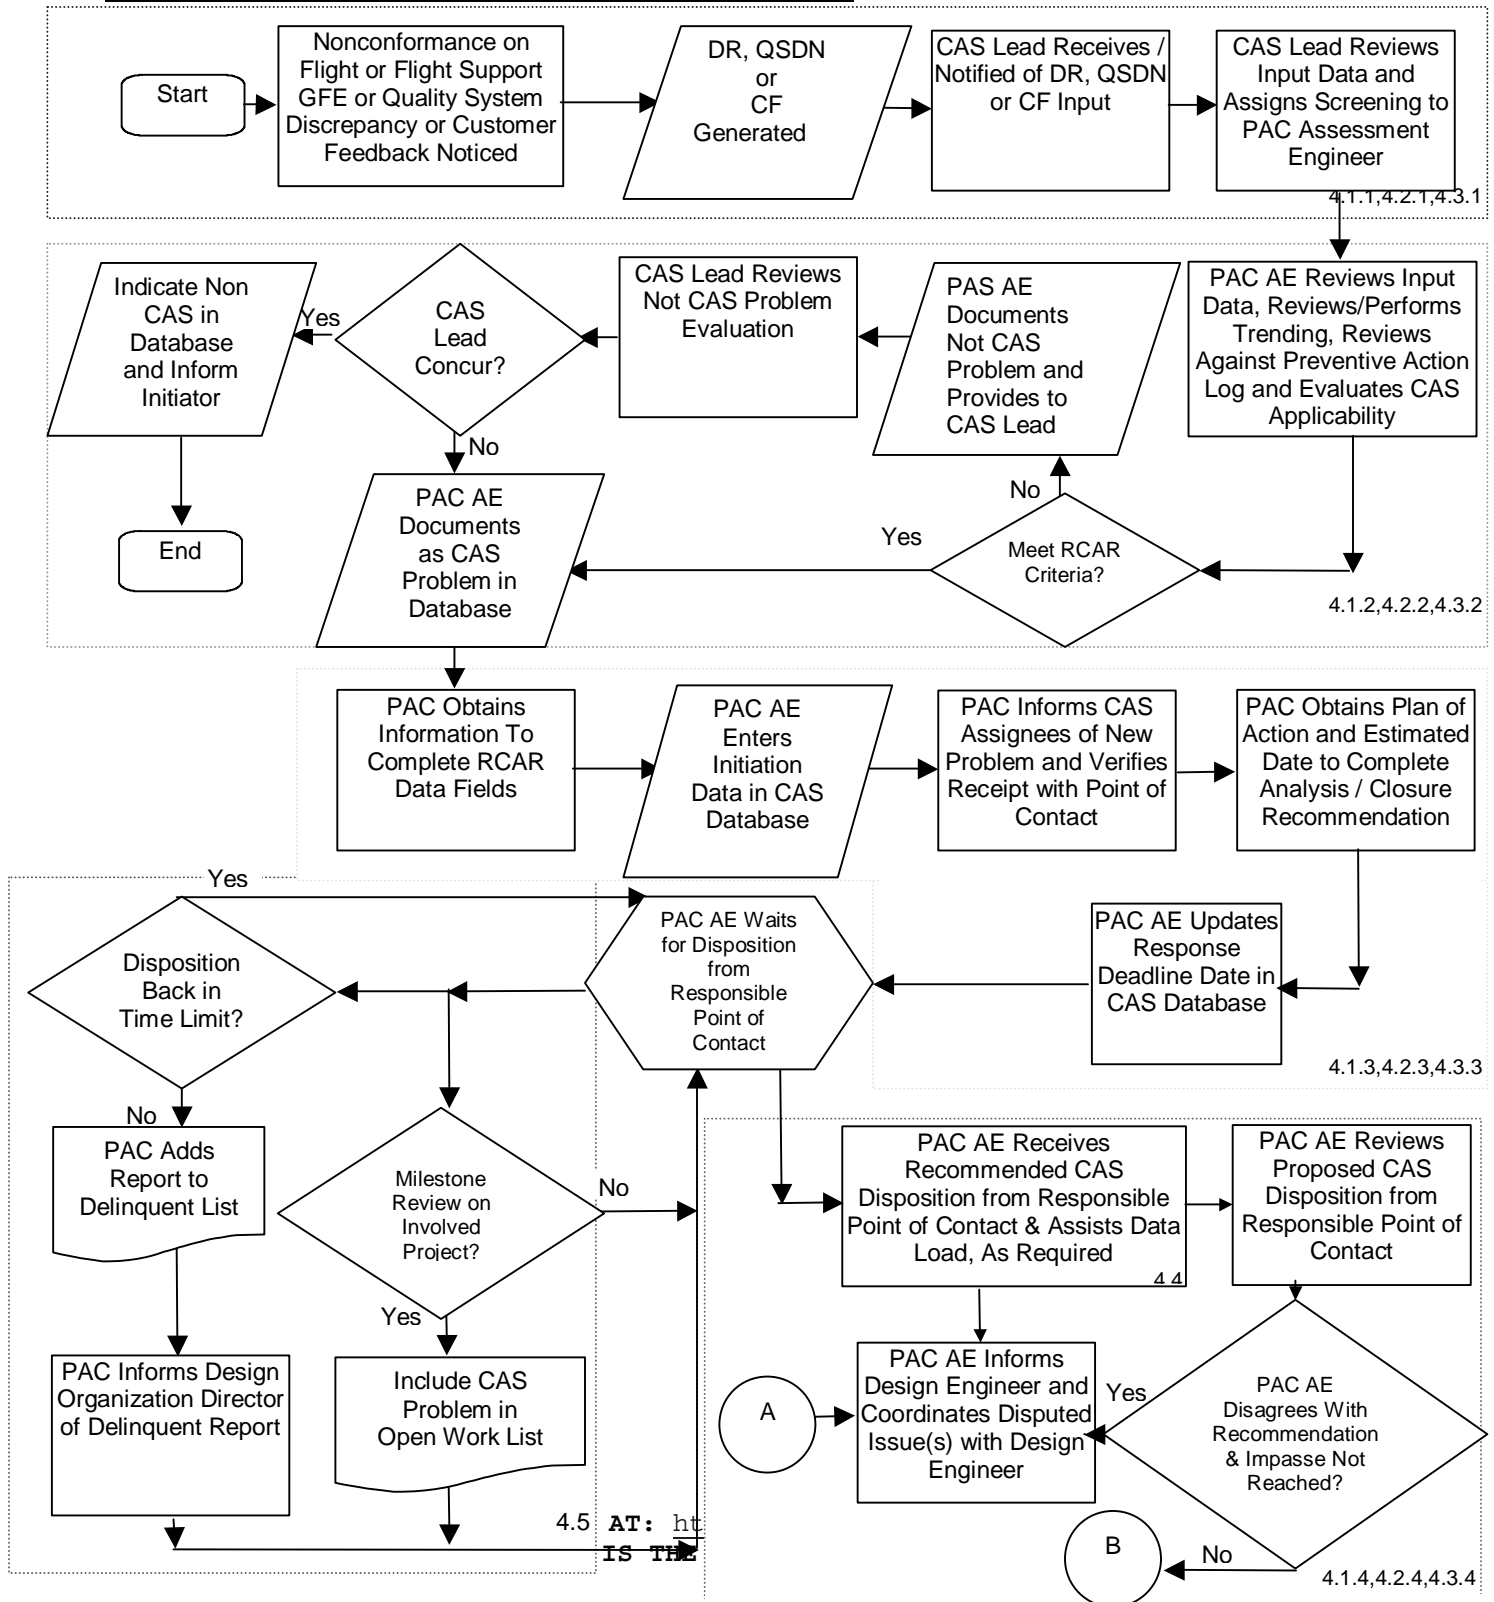 Start
Nonconformance on
Flight or Flight Support
GFE or Quality System
Discrepancy or Customer
Feedback Noticed
DR, QSDN
or
CF
Generated
CAS Lead Receives /
Notified of DR, QSDN
or CF Input
CAS Lead Reviews
Input Data and
Assigns Screening to
PAC Assessment
Engineer
4.1.1,4.2.1,4.3.1
Indicate Non
CAS in
Database
and Inform
Initiator
Yes
CAS
Lead
Concur?
CAS Lead Reviews
Not CAS Problem
Evaluation
PAS AE
Documents
Not CAS
Problem and
Provides to
CAS Lead
PAC AE Reviews Input
Data, Reviews/Performs
Trending, Reviews
Against Preventive Action
Log and Evaluates CAS
Applicability
No
End
PAC AE
Documents
as CAS
Problem in
Database
Yes
No
Meet RCAR
Criteria?
4.1.2,4.2.2,4.3.2
PAC Obtains
Information To
Complete RCAR
Data Fields
PAC AE
Enters
Initiation
Data in CAS
Database
PAC Informs CAS
Assignees of New
Problem and Verifies
Receipt with Point of
Contact
PAC Obtains Plan of
Action and Estimated
Date to Complete
Analysis / Closure
Recommendation
Yes
Disposition
Back in
Time Limit?
PAC AE Waits
for Disposition
from
Responsible
Point of
Contact
PAC AE Updates
Response
Deadline Date in
CAS Database
4.1.3,4.2.3,4.3.3
No
PAC Adds
Report to
Delinquent List
Milestone
Review on
Involved
Project?
No
PAC AE Receives
Recommended CAS
Disposition from Responsible
Point of Contact & Assists Data
Load, As Required
4.4
PAC AE Reviews
Proposed CAS
Disposition from
Responsible Point of
Contact
Yes
PAC Informs Design
Organization Director
of Delinquent Report
Include CAS
Problem in
Open Work List
A
PAC AE Informs
Design Engineer and
Coordinates Disputed
Issue(s) with Design
Engineer
Yes
PAC AE
Disagrees With
Recommendation
& Impasse Not
Reached?
4.5 AT: ht
IS THE
B
No
4.1.4,4.2.4,4.3.4